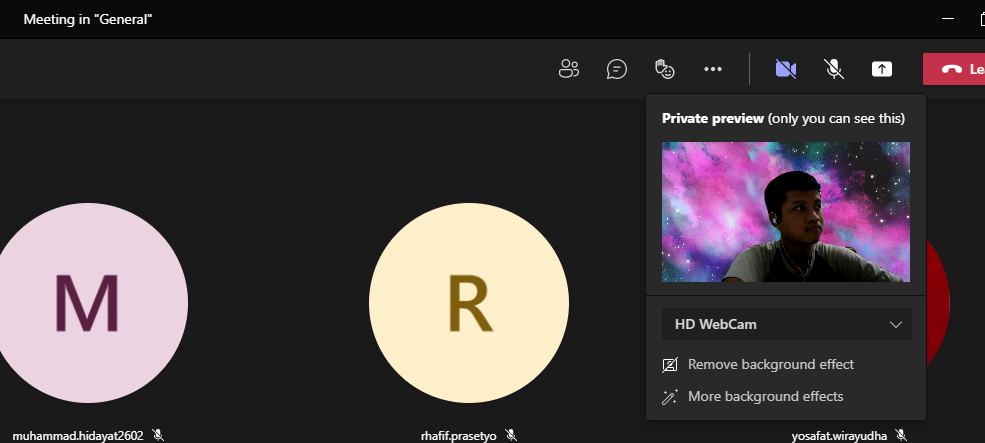 Meeting in "General"
Le
Private preview (only you can see this)
M
R
HD WebCam
Remove background effect
More background effects
muhammad.hidayat2602
rhafif.prasetyo
yosafat.wirayudha